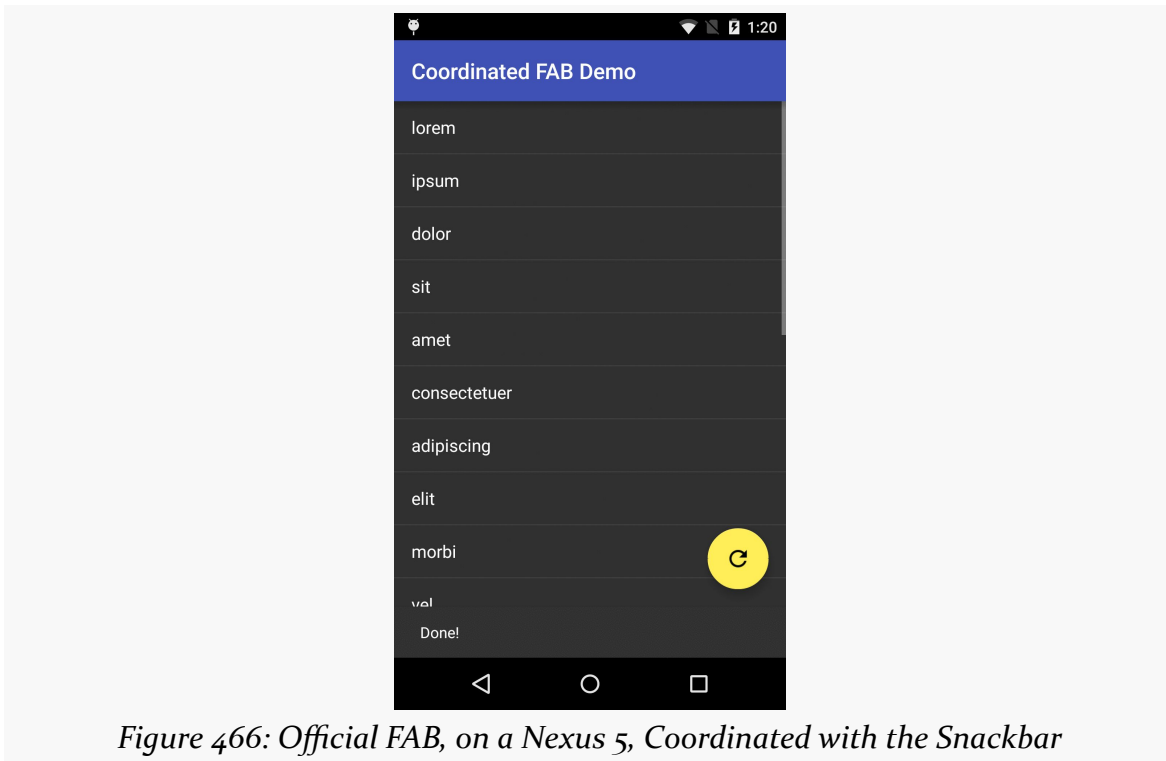 1:20
Coordinated FAB Demo
lorem
ipsum
dolor
sit
amet
consectetuer
adipiscing
elit
morbi
vel
Done!
Figure 466: Official FAB, on a Nexus 5, Coordinated with the Snackbar